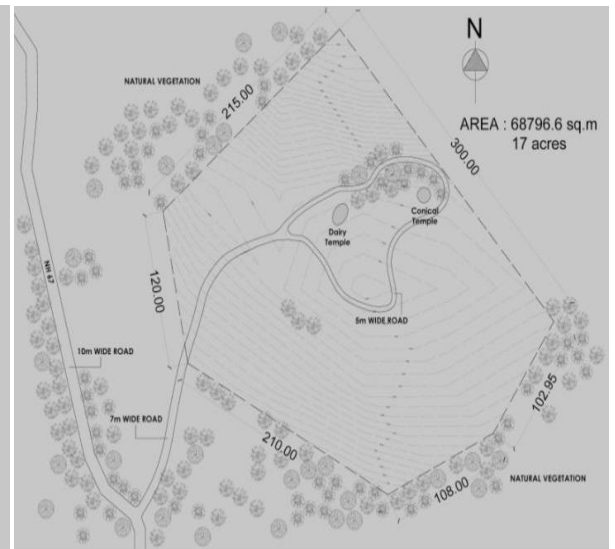 N
NATURAL VEGETATION
AREA : 68796.6 sq.m
17 acres
215.00
300.00
Conical
Temple
Dairy
Temple
120.00
NH 67
5m WIDE ROAD
10m WIDE ROAD
102.95
7m WIDE ROAD
210.00
108.00
NATURAL VEGETATION